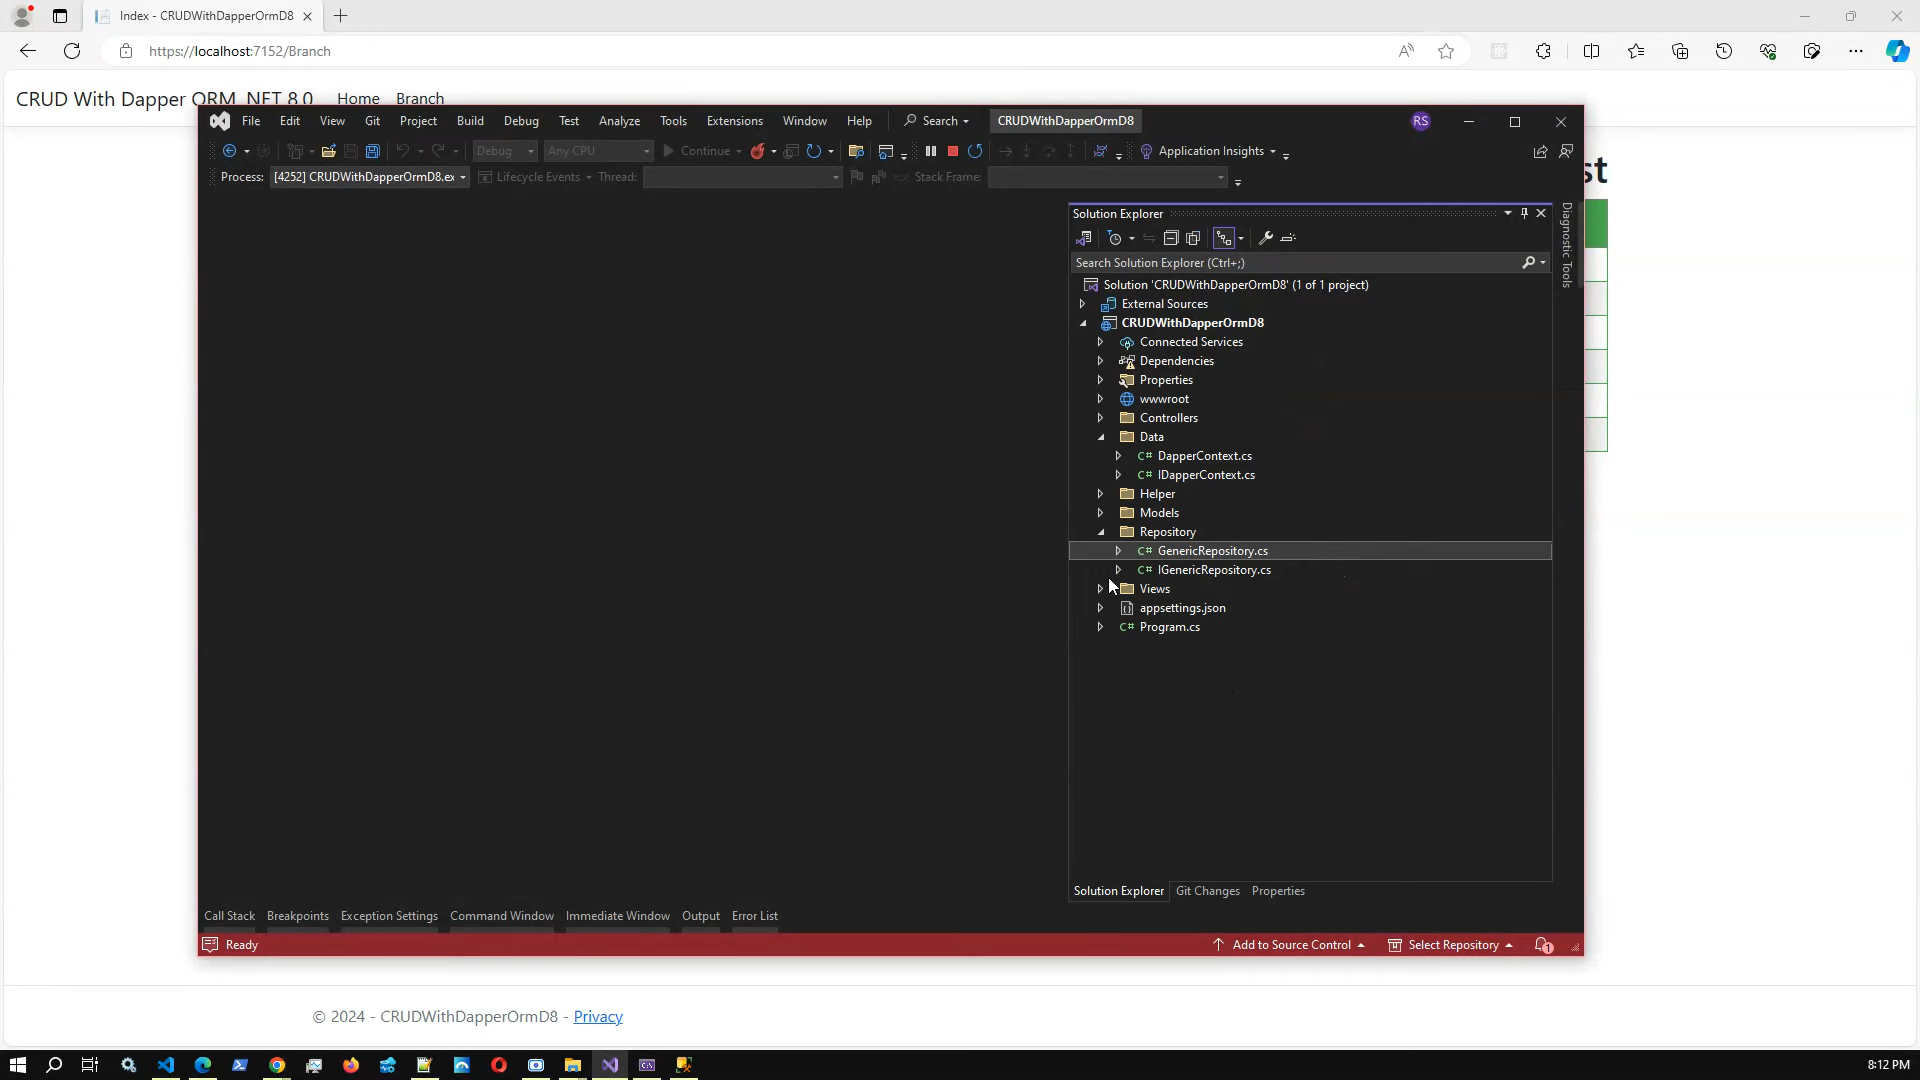 Index - CRUDWithDapperOrmD8
https://localhost:7152/Branch
CRUD With Dapper ORM .NET 8.0 Home Branch
File Edit View Git Project Build Debug Test Analyze Tools Extensions Window Help Search CRUDWithDapperOrmD8 RS
Debug Any CPU Continue Application Insights
Process: [4252] CRUDWithDapperOrmD8.ex Lifecycle Events Thread: Stack Frame:
st
Solution Explorer
Diagnostic Tools
Search Solution Explorer (Ctrl+;)
Solution 'CRUDWithDapperOrmD8' (1 of 1 project)
External Sources
CRUDWithDapperOrmD8
Connected Services
Dependencies
Properties
wwwroot
Controllers
Data
C# DapperContext.cs
C# IDapperContext.cs
Helper
Models
Repository
C# GenericRepository.cs
C# IGenericRepository.cs
Views
appsettings.json
C# Program.cs
Solution Explorer Git Changes Properties
Call Stack Breakpoints Exception Settings Command Window Immediate Window Output Error List
Ready Add to Source Control Select Repository 1
© 2024 - CRUDWithDapperOrmD8 - Privacy
8:12 PM